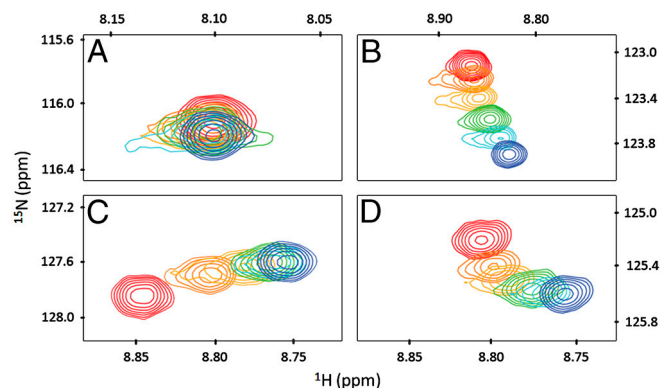 8.15 8.10 8.05 8.90 8.80
115.6 A B 123.0
116.0 123.4
116.4 123.8
¹⁵N (ppm)
127.2 C D 125.0
127.6 125.4
128.0 125.8
8.85 8.80 8.75 8.85 8.80 8.75
¹H (ppm)